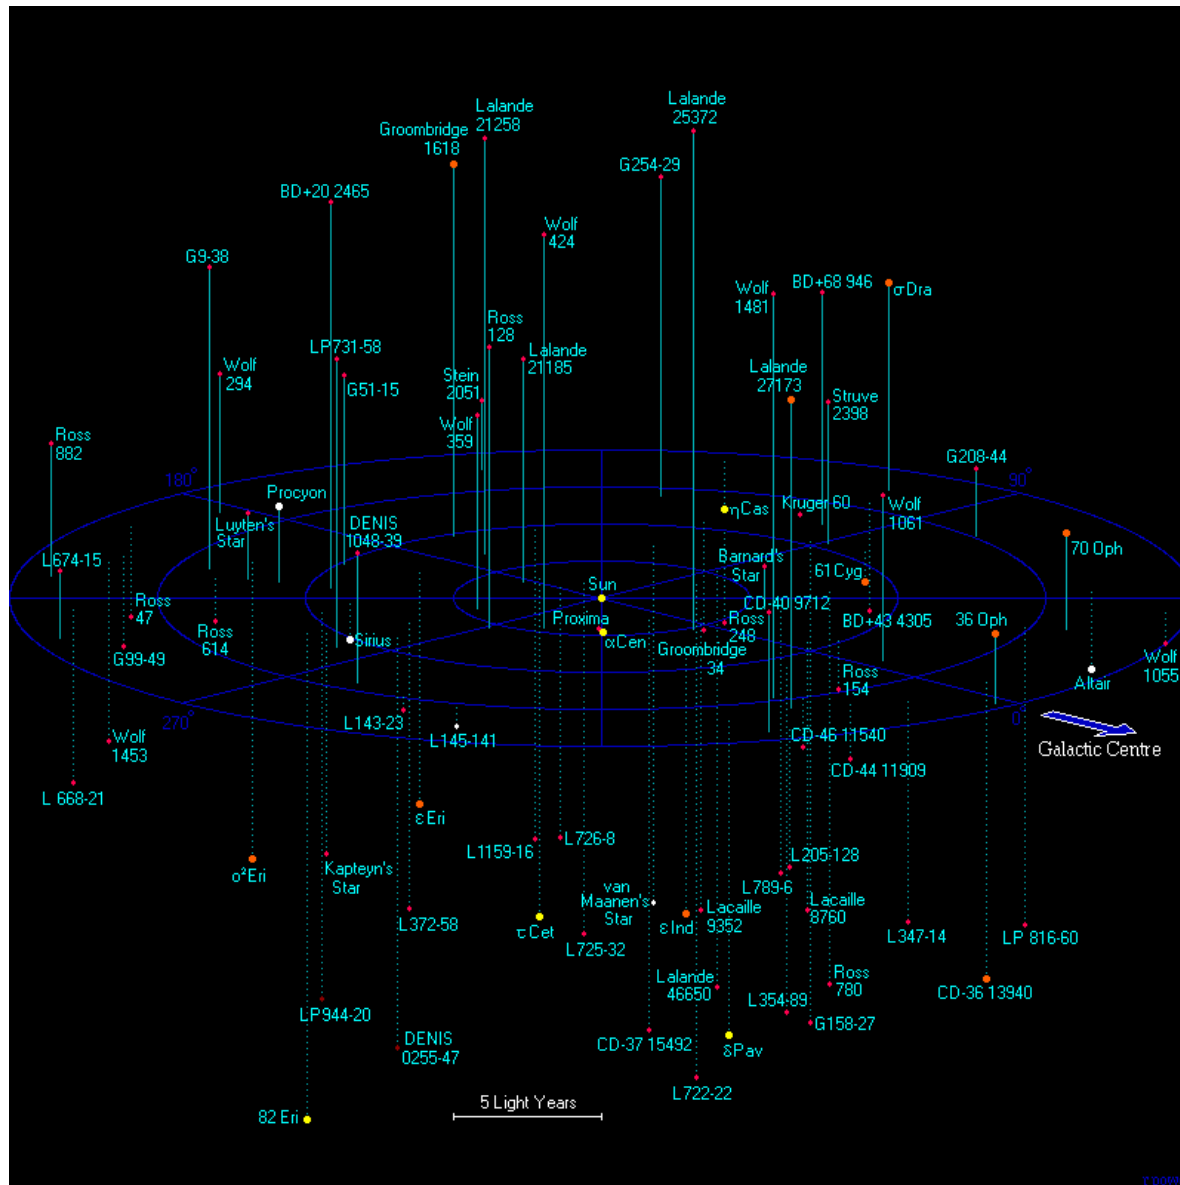 Lalande
21258
Lalande
25372
Groombridge
1618
G254-29
BD+20 2465
Wolf
424
G9-38
Wolf
1481
BD+68 946
σDra
Ross
128
LP731-58
Lalande
21185
Wolf
294
G51-15
Stein
2051
Lalande
27173
Struve
2398
Wolf
359
Ross
882
G208-44
180°
90°
Procyon
ηCas
Kruger 60
Wolf
1061
Luyten's
Star
DENIS
1048-39
70 Oph
L674-15
Barnard's
Star
61Cyg
Sun
Ross
47
CD-40 9712
Proxima
Ross
248
BD+43 4305
36 Oph
Ross
614
Sirius
αCen
Groombridge
34
G99-49
Wolf
1055
Ross
154
Altair
270°
0°
L143-23
L145-141
Wolf
1453
CD-46 11540
Galactic Centre
CD-44 11909
L 668-21
εEri
L1159-16
L726-8
L205-128
o²Eri
Kapteyn's
Star
L789-6
van
Maanen's
Star
L372-58
τCet
εInd
Lacaille
9352
Lacaille
8760
L347-14
LP 816-60
L725-32
Lalande
46650
Ross
780
L354-89
CD-36 13940
LP944-20
G158-27
DENIS
0255-47
CD-37 15492
δPav
L722-22
5 Light Years
82 Eri